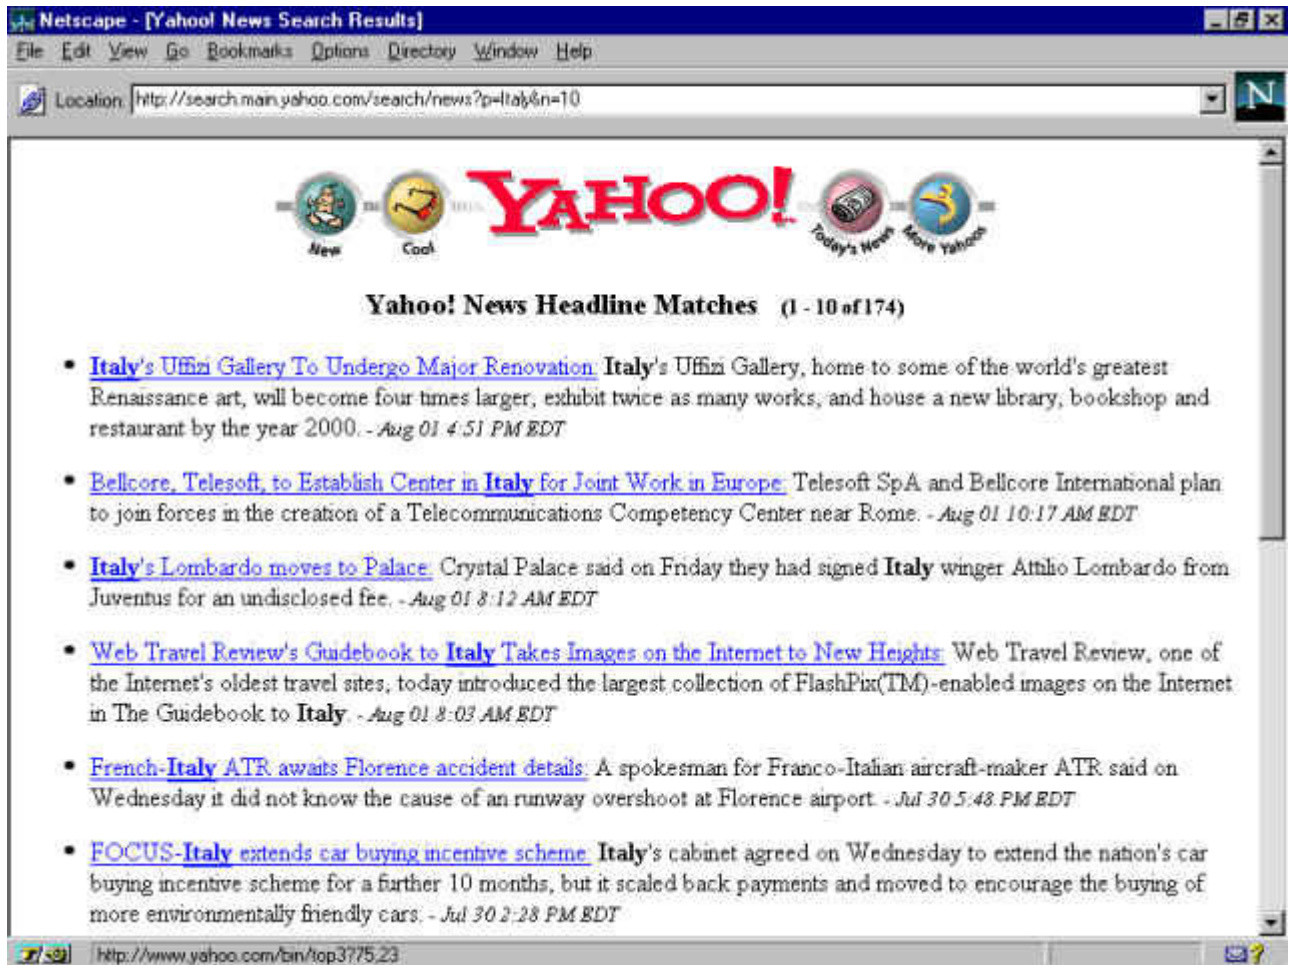 Netscape - [Yahoo! News Search Results]
File Edit View Go Bookmarks Options Directory Window Help
Location: http://search.main.yahoo.com/search/news?p=Italy&n=10
N
YAHOO!
New Cool Today's News More Yahoos
Yahoo! News Headline Matches (1 - 10 of 174)
• Italy's Uffizi Gallery To Undergo Major Renovation: Italy's Uffizi Gallery, home to some of the world's greatest
Renaissance art, will become four times larger, exhibit twice as many works, and house a new library, bookshop and
restaurant by the year 2000. - Aug 01 4:51 PM EDT
• Bellcore, Telesoft, to Establish Center in Italy for Joint Work in Europe: Telesoft SpA and Bellcore International plan
to join forces in the creation of a Telecommunications Competency Center near Rome. - Aug 01 10:17 AM EDT
• Italy's Lombardo moves to Palace: Crystal Palace said on Friday they had signed Italy winger Attilio Lombardo from
Juventus for an undisclosed fee. - Aug 01 8:12 AM EDT
• Web Travel Review's Guidebook to Italy Takes Images on the Internet to New Heights: Web Travel Review, one of
the Internet's oldest travel sites, today introduced the largest collection of FlashPix(TM)-enabled images on the Internet
in The Guidebook to Italy. - Aug 01 8:03 AM EDT
• French-Italy ATR awaits Florence accident details: A spokesman for Franco-Italian aircraft-maker ATR said on
Wednesday it did not know the cause of an runway overshoot at Florence airport. - Jul 30 5:48 PM EDT
• FOCUS-Italy extends car buying incentive scheme: Italy's cabinet agreed on Wednesday to extend the nation's car
buying incentive scheme for a further 10 months, but it scaled back payments and moved to encourage the buying of
more environmentally friendly cars. - Jul 30 2:28 PM EDT
http://www.yahoo.com/bin/top3?75,23